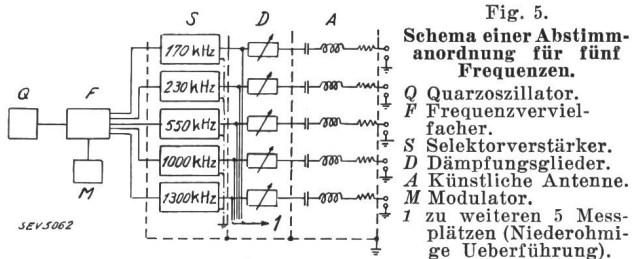 S D A
170 kHz
230 kHz
Q F
550 kHz
1000 kHz
M
1300 kHz
1
SEV5062
Fig. 5.
Schema einer Abstimm-
anordnung für fünf
Frequenzen.
Q Quarzoszillator.
F Frequenzverviel-
facher.
S Selektorverstärker.
D Dämpfungsglieder.
A Künstliche Antenne.
M Modulator.
1 zu weiteren 5 Mess-
plätzen (Niederohmi-
ge Ueberführung).